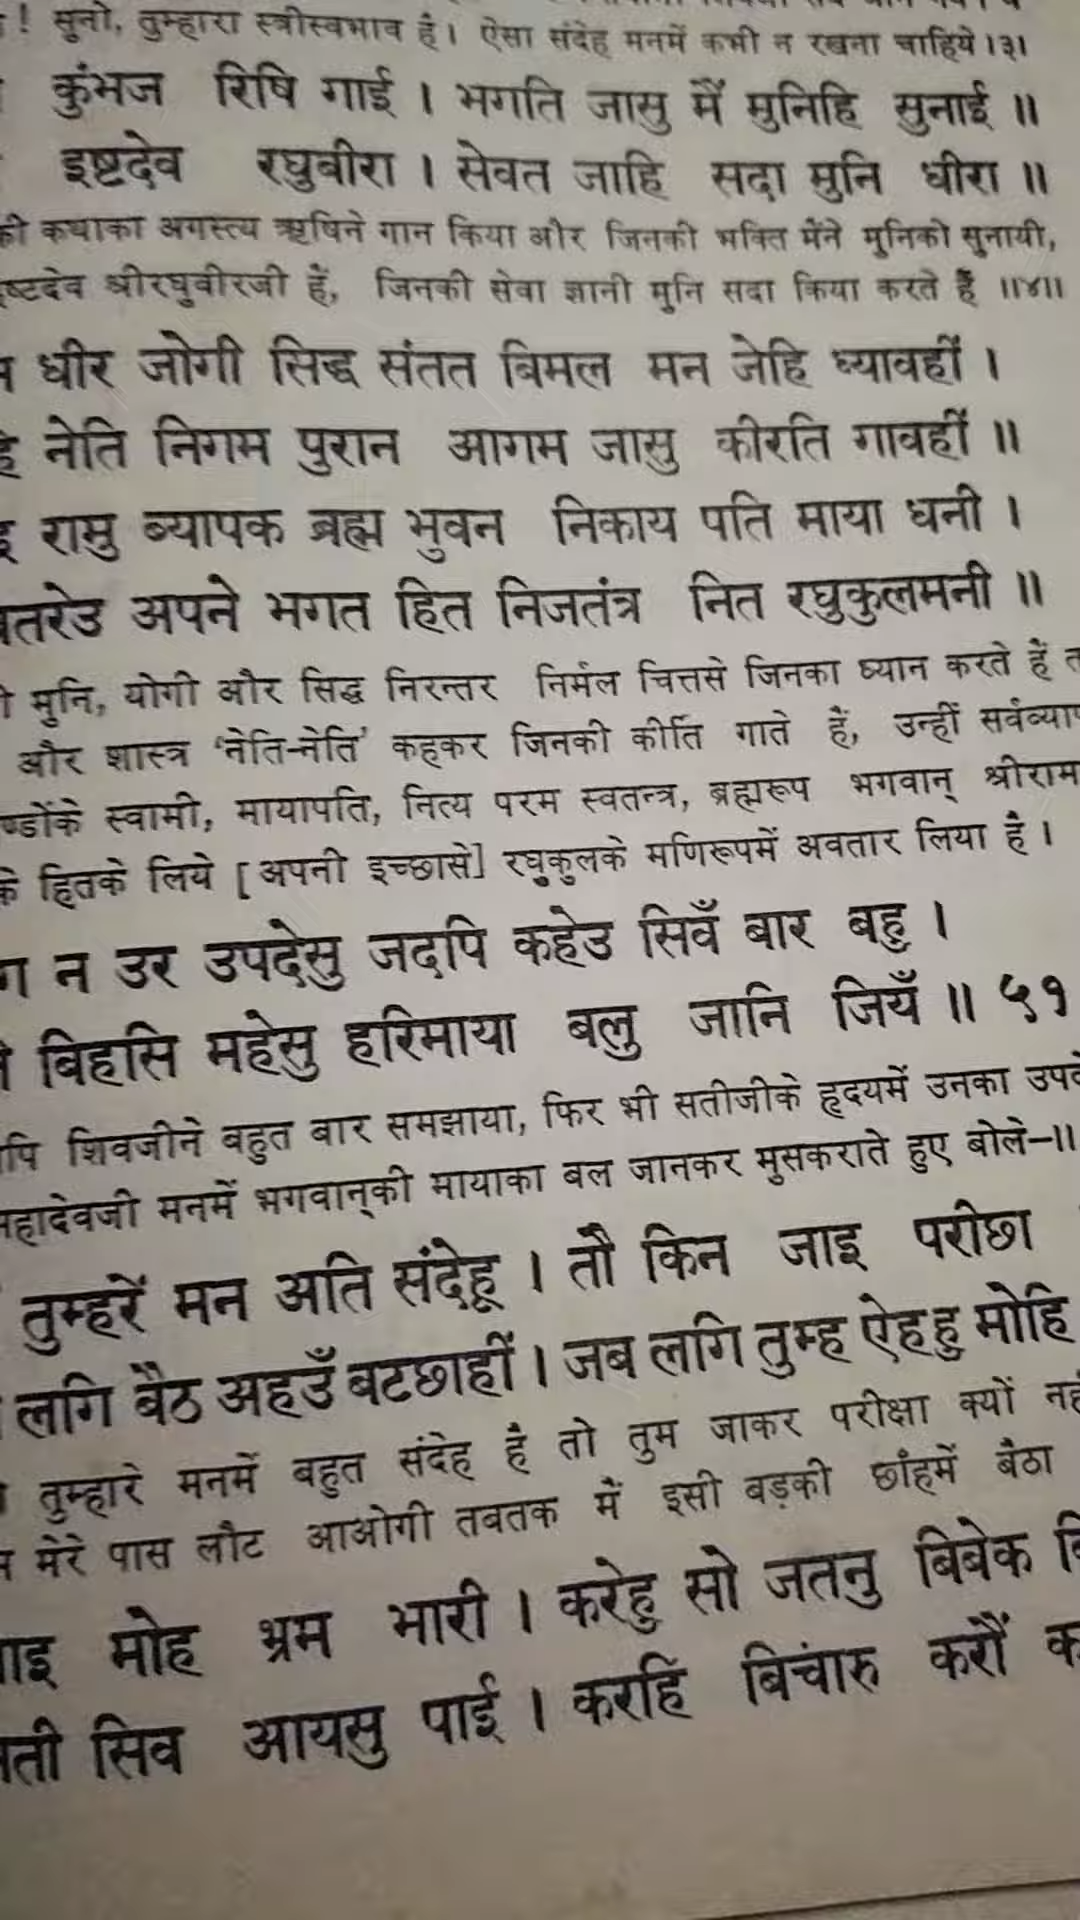 ! सुनो, तुम्हारा स्त्रीस्वभाव है। ऐसा संदेह मनमें कभी न रखना चाहिये।३।
कुंभज रिषि गाई । भगति जासु मैं मुनिहि सुनाई ॥
इष्टदेव रघुबीरा । सेवत जाहि सदा मुनि धीरा ॥
की कथाका अगस्त्य ऋषिने गान किया और जिनकी भक्ति मैंने मुनिको सुनायी,
ष्टदेव श्रीरघुवीरजी हैं, जिनकी सेवा ज्ञानी मुनि सदा किया करते हैं ॥४॥
धीर जोगी सिद्ध संतत बिमल मन जेहि ध्यावहीं ।
नेति निगम पुरान आगम जासु कीरति गावहीं ॥
रामु ब्यापक ब्रह्म भुवन निकाय पति माया धनी ।
तरेउ अपने भगत हित निजतंत्र नित रघुकुलमनी ॥
मुनि, योगी और सिद्ध निरन्तर निर्मल चित्तसे जिनका ध्यान करते हैं त
और शास्त्र ‘नेति-नेति’ कहकर जिनकी कीर्ति गाते हैं, उन्हीं सर्वव्याप
ण्डोंके स्वामी, मायापति, नित्य परम स्वतन्त्र, ब्रह्मरूप भगवान् श्रीराम
के हितके लिये [ अपनी इच्छासे] रघुकुलके मणिरूपमें अवतार लिया है ।
ग न उर उपदेसु जदपि कहेउ सिवँ बार बहु ।
बिहसि महेसु हरिमाया बलु जानि जियँ ॥ ५१
पि शिवजीने बहुत बार समझाया, फिर भी सतीजीके हृदयमें उनका उपदे
महादेवजी मनमें भगवान्‌की मायाका बल जानकर मुसकराते हुए बोले-॥
तुम्हरें मन अति संदेहू । तौ किन जाइ परीछा
लगि बैठ अहउँ बटछाहीं । जब लगि तुम्ह ऐहहु मोहि
तुम्हारे मनमें बहुत संदेह है तो तुम जाकर परीक्षा क्यों नहीं
मेरे पास लौट आओगी तबतक मैं इसी बड़की छाँहमें बैठा
ाइ मोह भ्रम भारी । करेहु सो जतनु बिबेक बि
ती सिव आयसु पाई । करहिं बिचारु करौं क